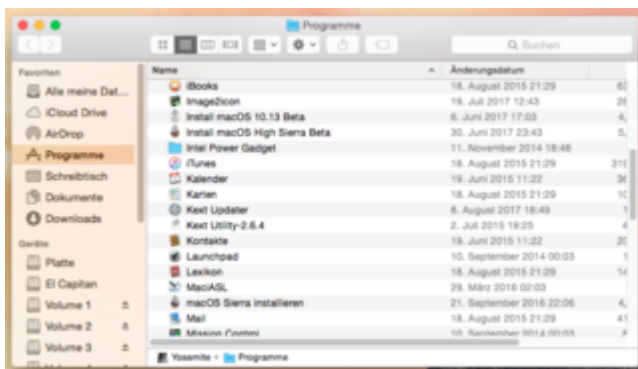 Programme
Suchen
Favoriten
Alle meine Dat...
iCloud Drive
AirDrop
Programme
Schreibtisch
Dokumente
Downloads
Geräte
Platte
El Capitan
Volume 1
Volume 2
Volume 3
Name Änderungsdatum
iBooks 18. August 2015 21:29
Image2icon 19. Juli 2017 12:43
Install macOS 10.13 Beta 6. Juni 2017 17:03
Install macOS High Sierra Beta 30. Juni 2017 23:43
Intel Power Gadget 11. November 2014 18:48
iTunes 18. August 2015 21:29
Kalender 19. Juni 2015 11:22
Karten 18. August 2015 21:29
Kext Updater 8. August 2017 18:49
Kext Utility-2.6.4 2. Juli 2015 19:25
Kontakte 19. Juni 2015 11:22
Launchpad 10. September 2014 00:03
Lexikon 18. August 2015 21:29
MaciASL 29. März 2016 02:03
macOS Sierra installieren 21. September 2016 22:06
Mail 18. August 2015 21:29
Mission Control 10. September 2014 00:03
Yosemite Programme